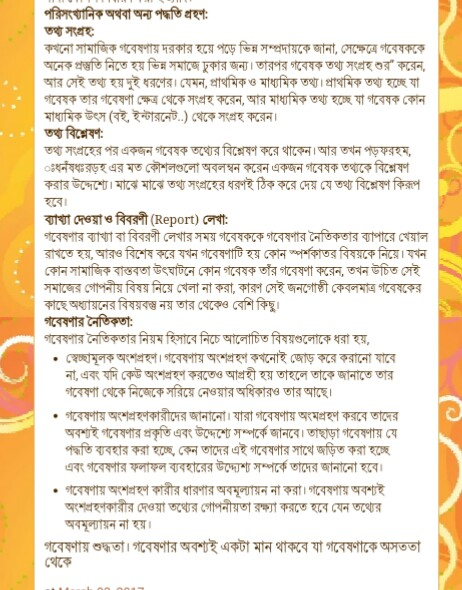 পরিসংখ্যানিক অথবা অন্য পদ্ধতি প্রহণ:
তথ্য সংগ্রহ:
কখনো সামাজিক গবেষণায় দরকার হয়ে পড়ে ভিন্ন সম্প্রদায়কে জানা, সেক্ষেত্রে গবেষককে
অনেক প্রস্তুতি নিতে হয় ভিন্ন সমাজে ঢুকার জন্য। তারপর গবেষক তথ্য সংগ্রহ শুর" করেন,
আর সেই তথ্য হয় দুই ধরণের। যেমন, প্রাথমিক ও মাধ্যমিক তথ্য। প্রাথমিক তথ্য হচ্ছে যা
গবেষক তার গবেষণা ক্ষেত্র থেকে সংগ্রহ করেন, আর মাধ্যমিক তথ্য হচ্ছে যা গবেষক কোন
মাধ্যমিক উৎস (বই, ইন্টারনেট..) থেকে সংগ্রহ করেন।
তথ্য বিশ্লেষণ:
তথ্য সংগ্রহের পর একজন গবেষক তথ্যের বিশ্লেষণ করে থাকেন। আর তখন পড়ফরহম,
ঃধনঁষধঃরড়হ এর মত কৌশলগুলো অবলম্বন করেন একজন গবেষক তথ্যকে বিশ্লেষণ
করার উদ্দেশ্যে। মাঝে মাঝে তথ্য সংগ্রহের ধরণই ঠিক করে দেয় যে তথ্য বিশ্লেষণ কিরূপ
হবে।
ব্যাখ্যা দেওয়া ও বিবরণী (Report) লেখা:
গবেষণার ব্যাখ্যা বা বিবরণী লেখার সময় গবেষককে গবেষণার নৈতিকতার ব্যাপারে খেয়াল
রাখতে হয়, আরও বিশেষ করে যখন গবেষণাটি হয় কোন স্পর্শকাতর বিষয়কে নিয়ে। যখন
কোন সামাজিক বাস্তবতা উৎঘাটনে কোন গবেষক তাঁর গবেষণা করেন, তখন উচিত সেই
সমাজের গোপনীয় বিষয় নিয়ে খেলা না করা, কারণ সেই জনগোষ্ঠী কেবলমাত্র গবেষকের
কাছে অধ্যায়নের বিষয়বস্তু নয় তার থেকেও বেশি কিছু।
গবেষণার নৈতিকতা:
গবেষণার নৈতিকতার নিয়ম হিসাবে নিচে আলোচিত বিষয়গুলোকে ধরা হয়,
• স্বেচ্ছামূলক অংশগ্রহণ। গবেষণায় অংশগ্রহণ কখনোই জোড় করে করানো যাবে
না, এবং যদি কেউ অংশগ্রহণ করতেও আগ্রহী হয় তাহলে তাকে জানাতে তার
গবেষণা থেকে নিজেকে সরিয়ে নেওয়ার অধিকারও তার আছে।
• গবেষণায় অংশগ্রহণকারীদের জানানো। যারা গবেষণায় অংমগ্রহণ করবে তাদের
অবশ্যই গবেষণার প্রকৃতি এবং উদ্দেশ্যে সম্পর্কে জানবে। তাছাড়া গবেষণায় যে
পদ্ধতি ব্যবহার করা হচ্ছে, কেন তাদের এই গবেষণার সাথে জড়িত করা হচ্ছে
এবং গবেষণার ফলাফল ব্যবহারের উদ্দ্যেশ্য সম্পর্কে তাদের জানানো হবে।
• গবেষণায় অংশগ্রহণ কারীর ধারণার অবমূল্যায়ন না করা। গবেষণায় অবশ্যই
অংশগ্রহণকারীর দেওয়া তথ্যের গোপনীয়তা রক্ষ্যা করতে হবে যেন তথ্যের
অবমূল্যায়ন না হয়।
গবেষণায় শুদ্ধতা। গবেষণার অবশ্যই একটা মান থাকবে যা গবেষণাকে অসততা
থেকে